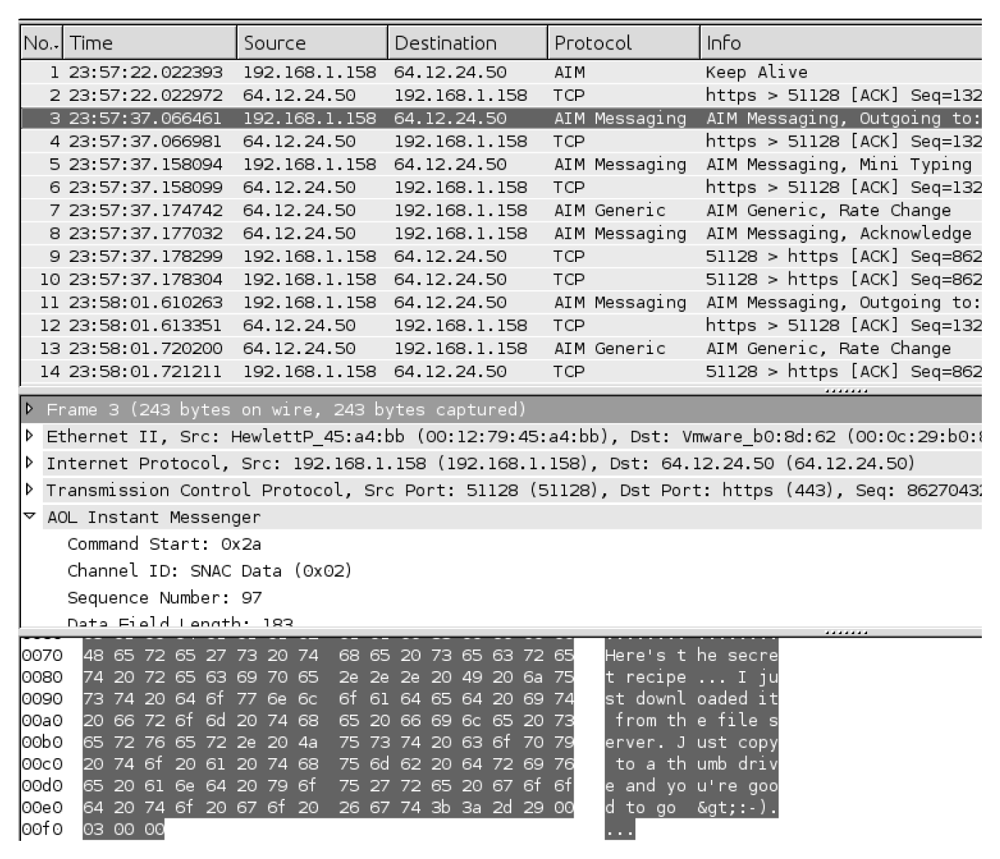 No.. Time Source Destination Protocol Info
1 23:57:22.022393 192.168.1.158 64.12.24.50 AIM Keep Alive
2 23:57:22.022972 64.12.24.50 192.168.1.158 TCP https > 51128 [ACK] Seq=132
3 23:57:37.066461 192.168.1.158 64.12.24.50 AIM Messaging AIM Messaging, Outgoing to:
4 23:57:37.066981 64.12.24.50 192.168.1.158 TCP https > 51128 [ACK] Seq=132
5 23:57:37.158094 192.168.1.158 64.12.24.50 AIM Messaging AIM Messaging, Mini Typing
6 23:57:37.158099 64.12.24.50 192.168.1.158 TCP https > 51128 [ACK] Seq=132
7 23:57:37.174742 64.12.24.50 192.168.1.158 AIM Generic AIM Generic, Rate Change
8 23:57:37.177032 64.12.24.50 192.168.1.158 AIM Messaging AIM Messaging, Acknowledge
9 23:57:37.178299 192.168.1.158 64.12.24.50 TCP 51128 > https [ACK] Seq=862
10 23:57:37.178304 192.168.1.158 64.12.24.50 TCP 51128 > https [ACK] Seq=862
11 23:58:01.610263 192.168.1.158 64.12.24.50 AIM Messaging AIM Messaging, Outgoing to:
12 23:58:01.613351 64.12.24.50 192.168.1.158 TCP https > 51128 [ACK] Seq=132
13 23:58:01.720200 64.12.24.50 192.168.1.158 AIM Generic AIM Generic, Rate Change
14 23:58:01.721211 192.168.1.158 64.12.24.50 TCP 51128 > https [ACK] Seq=862
Frame 3 (243 bytes on wire, 243 bytes captured)
Ethernet II, Src: HewlettP_45:a4:bb (00:12:79:45:a4:bb), Dst: Vmware_b0:8d:62 (00:0c:29:b0:8
Internet Protocol, Src: 192.168.1.158 (192.168.1.158), Dst: 64.12.24.50 (64.12.24.50)
Transmission Control Protocol, Src Port: 51128 (51128), Dst Port: https (443), Seq: 86270432
AOL Instant Messenger
Command Start: 0x2a
Channel ID: SNAC Data (0x02)
Sequence Number: 97
Data Field Length: 183
0070 48 65 72 65 27 73 20 74 68 65 20 73 65 63 72 65 Here's t he secre
0080 74 20 72 65 63 69 70 65 2e 2e 2e 20 49 20 6a 75 t recipe ... I ju
0090 73 74 20 64 6f 77 6e 6c 6f 61 64 65 64 20 69 74 st downl oaded it
00a0 20 66 72 6f 6d 20 74 68 65 20 66 69 6c 65 20 73 from th e file s
00b0 65 72 76 65 72 2e 20 4a 75 73 74 20 63 6f 70 79 erver. J ust copy
00c0 20 74 6f 20 61 20 74 68 75 6d 62 20 64 72 69 76 to a th umb driv
00d0 65 20 61 6e 64 20 79 6f 75 27 72 65 20 67 6f 6f e and yo u're goo
00e0 64 20 74 6f 20 67 6f 20 26 67 74 3b 3a 2d 29 00 d to go &gt;:-).
00f0 03 00 00 ...